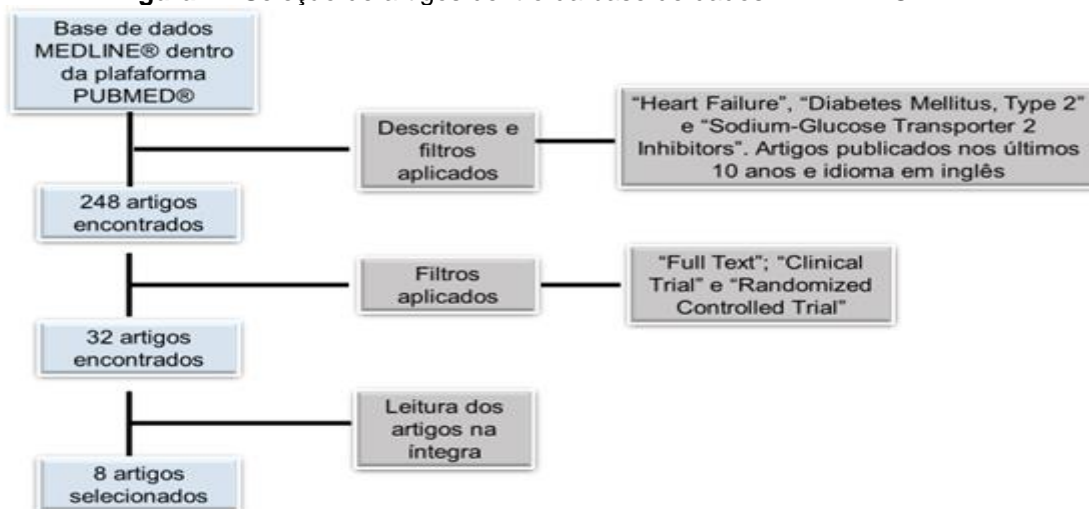 Base de dados
MEDLINE® dentro
da plafaforma
PUBMED®
Descritores e
filtros
aplicados
“Heart Failure”, “Diabetes Mellitus, Type 2”
e “Sodium-Glucose Transporter 2
Inhibitors”. Artigos publicados nos últimos
10 anos e idioma em inglês
248 artigos
encontrados
Filtros
aplicados
“Full Text”; “Clinical
Trial” e “Randomized
Controlled Trial”
32 artigos
encontrados
Leitura dos
artigos na
íntegra
8 artigos
selecionados